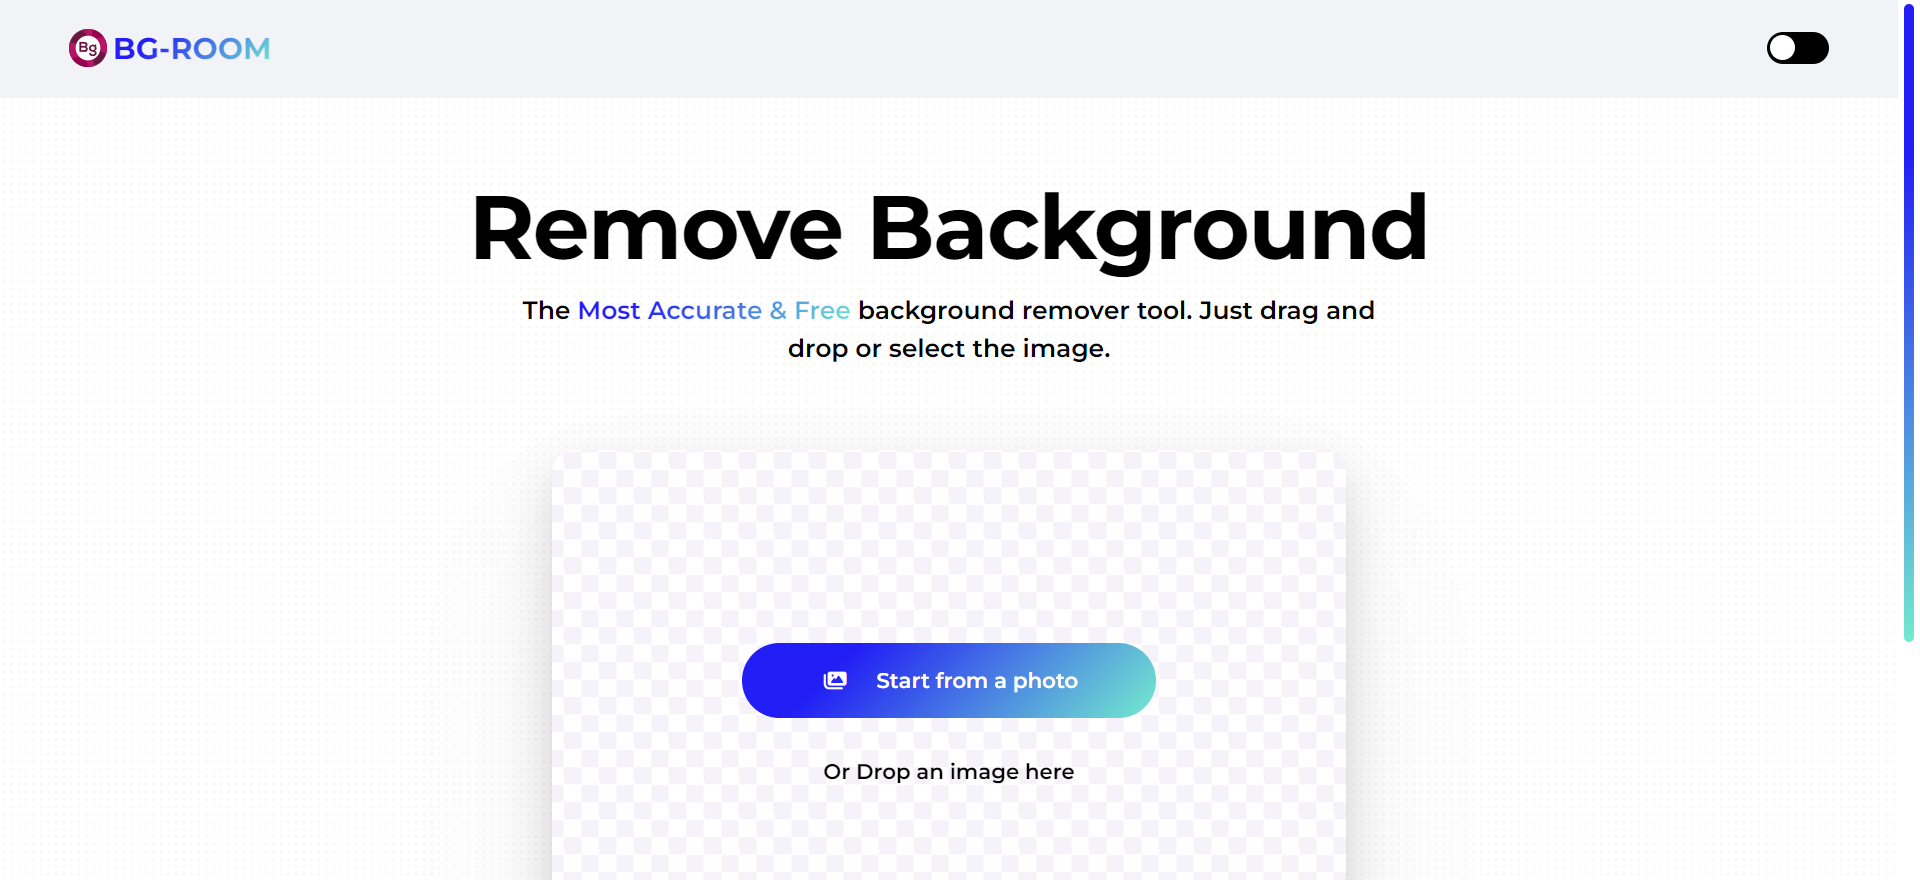 Bg BG-ROOM
Remove Background
The Most Accurate & Free background remover tool. Just drag and
drop or select the image.
Start from a photo
Or Drop an image here